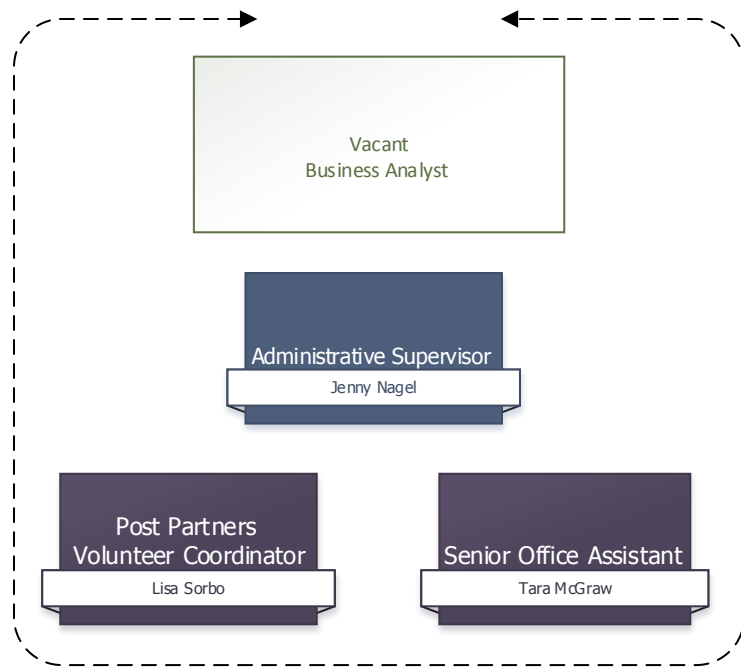 Vacant
Business Analyst
Administrative Supervisor
Jenny Nagel
Post Partners
Volunteer Coordinator
Lisa Sorbo
Senior Office Assistant
Tara McGraw